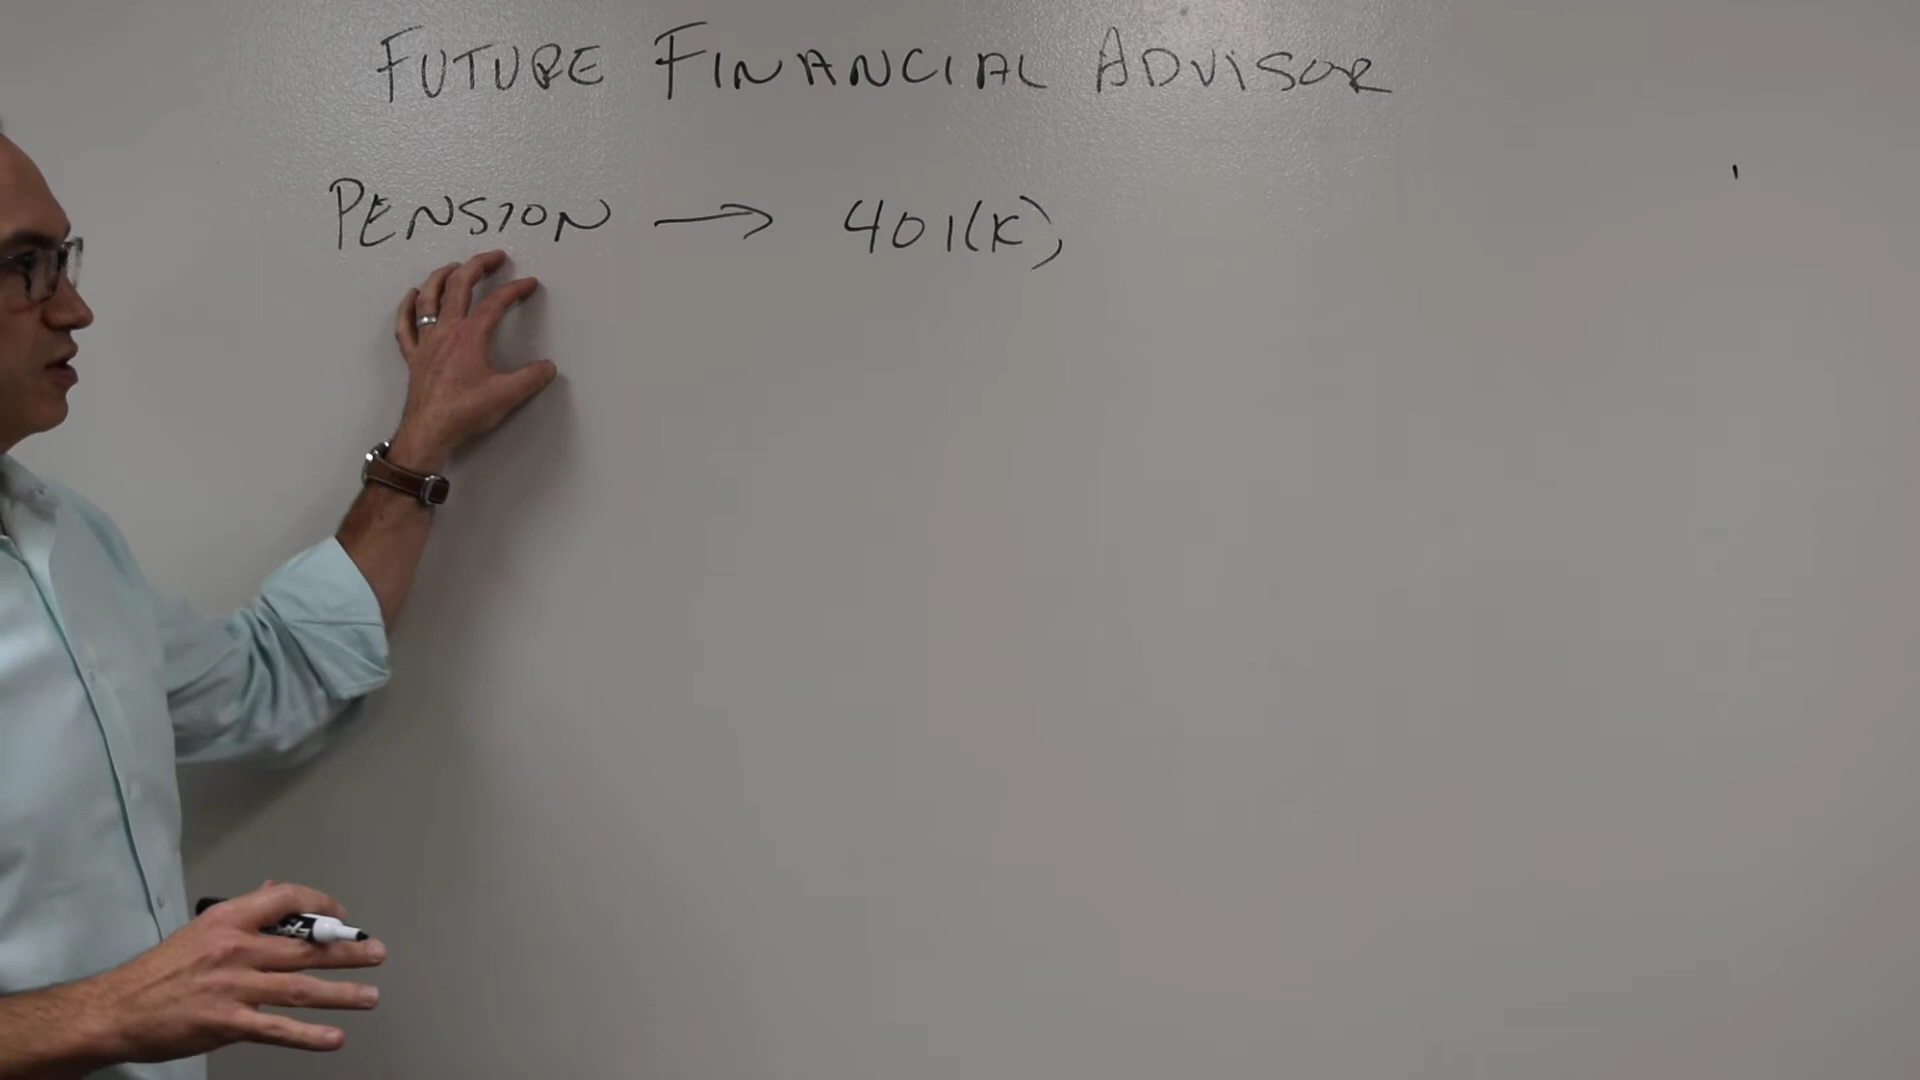 FUTURE FINANCIAL ADVISOR
PENSION → 401(K)